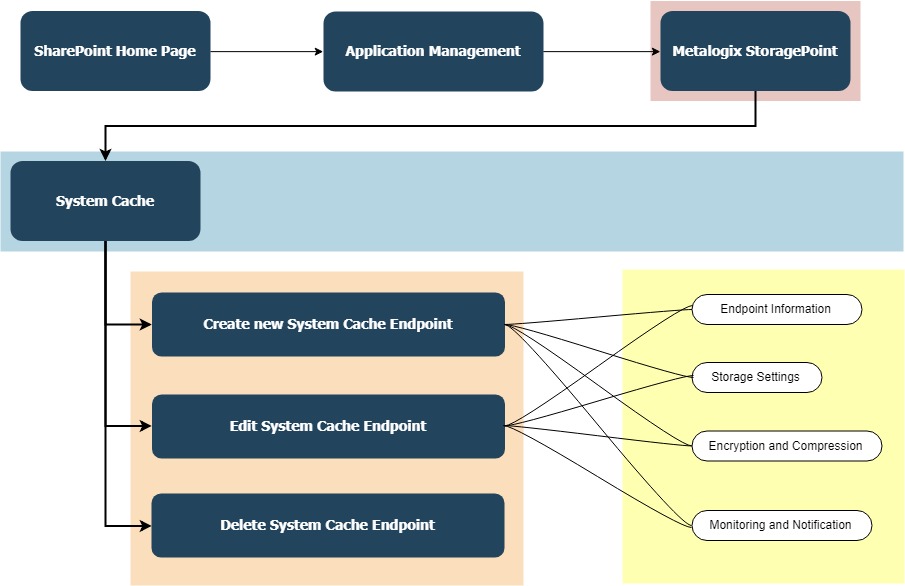 SharePoint Home Page
Application Management
Metalogix StoragePoint
System Cache
Create new System Cache Endpoint
Edit System Cache Endpoint
Delete System Cache Endpoint
Endpoint Information
Storage Settings
Encryption and Compression
Monitoring and Notification